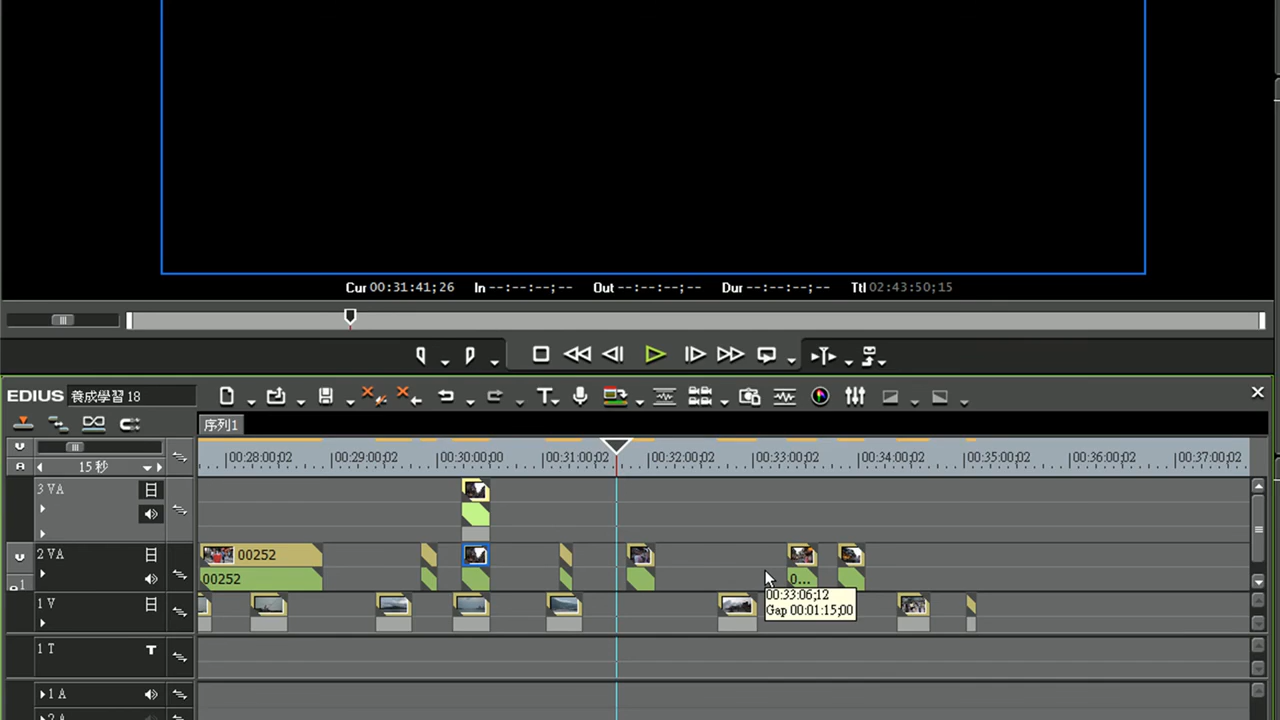 Cur 00:31:41;26 In --:--:--;-- Out --:--:--;-- Dur --:--:--;-- Ttl 02:43:50;15
EDIUS 養成學習 18
序列1
15 秒
00:28:00;02 00:29:00;02 00:30:00;00 00:31:00;02 00:32:00;02 00:33:00;02 00:34:00;02 00:35:00;02 00:36:00;02 00:37:00;02
3 VA
2 VA 00252
1 00252 0...
00:33:06;12
Gap 00:01:15;00
1 V
1 T T
1 A
2 A